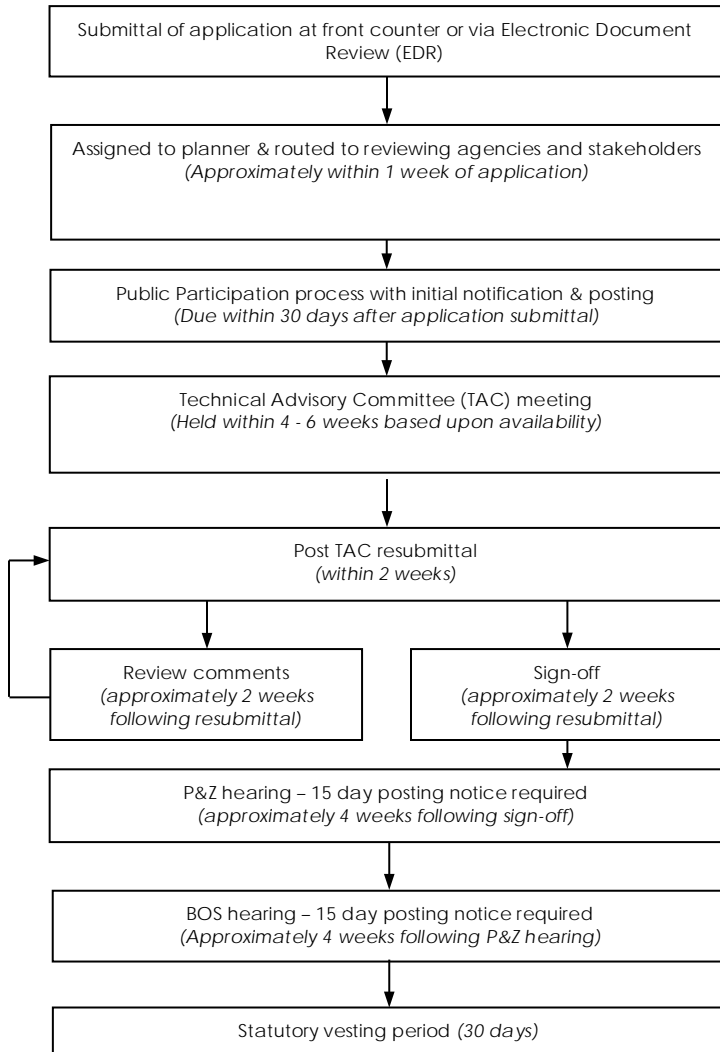 Submittal of application at front counter or via Electronic Document
Review (EDR)
Assigned to planner & routed to reviewing agencies and stakeholders
(Approximately within 1 week of application)
Public Participation process with initial notification & posting
(Due within 30 days after application submittal)
Technical Advisory Committee (TAC) meeting
(Held within 4 - 6 weeks based upon availability)
Post TAC resubmittal
(within 2 weeks)
Review comments
(approximately 2 weeks
following resubmittal)
Sign-off
(approximately 2 weeks
following resubmittal)
P&Z hearing – 15 day posting notice required
(approximately 4 weeks following sign-off)
BOS hearing – 15 day posting notice required
(Approximately 4 weeks following P&Z hearing)
Statutory vesting period (30 days)